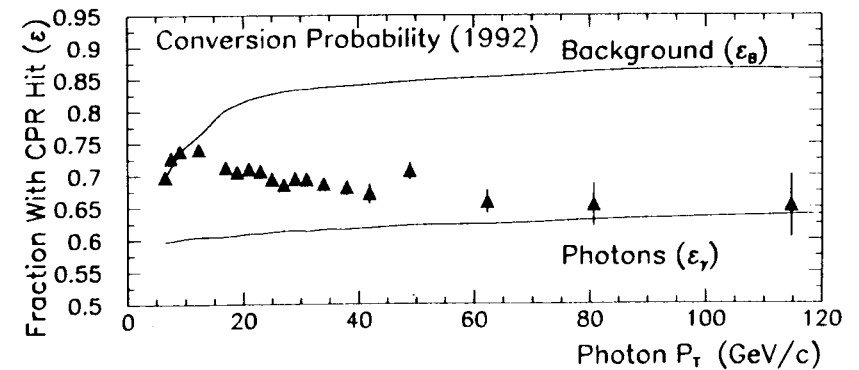 Fraction With CPR Hit (ε)
0.95
0.9
0.85
0.8
0.75
0.7
0.65
0.6
0.55
0.5
Conversion Probability (1992)
Background (ε_B)
Photons (ε_γ)
0 20 40 60 80 100 120
Photon P_T (GeV/c)